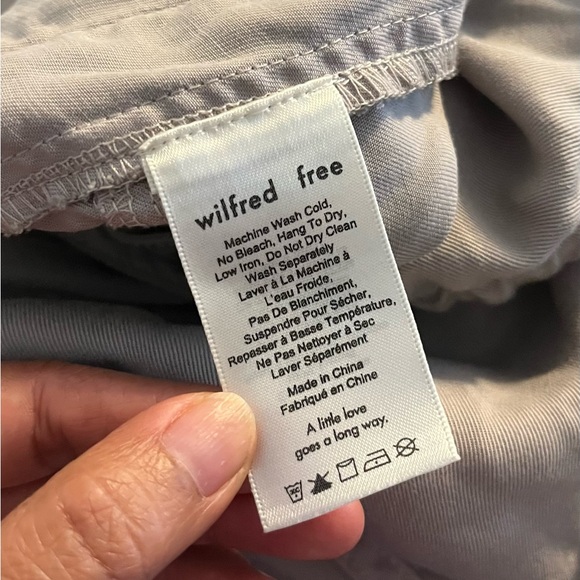 wilfred free
Machine Wash Cold,
No Bleach, Hang To Dry,
Low Iron, Do Not Dry Clean
Wash Separately
Laver à La Machine à
L'eau Froide,
Pas De Blanchiment,
Suspendre Pour Sécher,
Repasser à Basse Température,
Ne Pas Nettoyer à Sec
Laver Séparément
Made in China
Fabriqué en Chine
A little love
goes a long way.